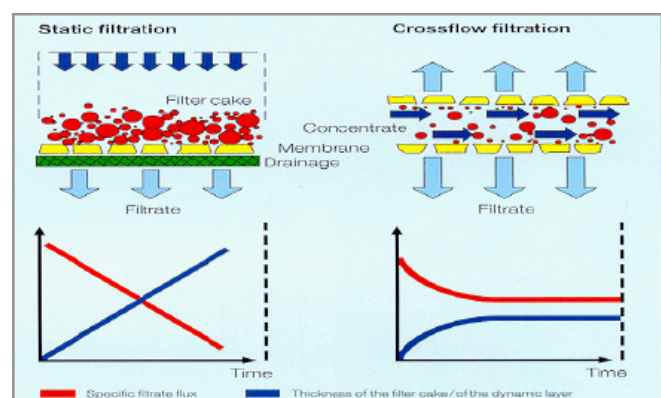 Static filtration
Crossflow filtration
Filter cake
Concentrate
Membrane
Drainage
Filtrate
Filtrate
Time
Time
Specific filtrate flux
Thickness of the filter cake/of the dynamic layer